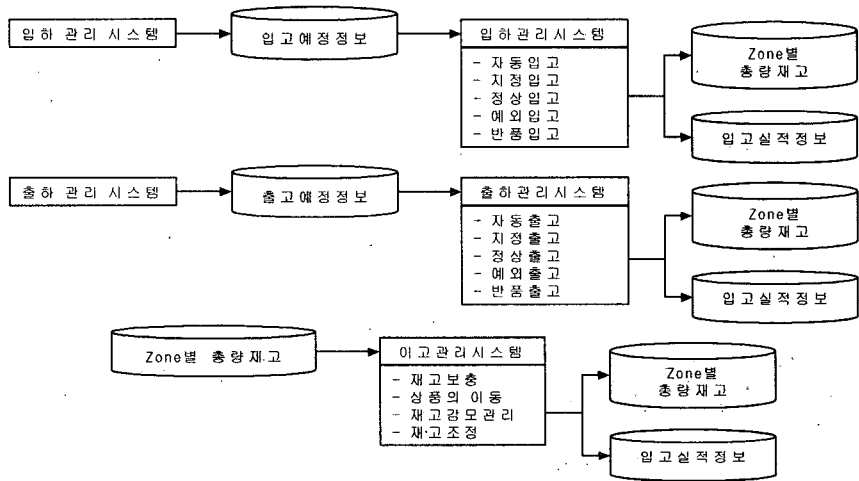 입하 관리 시스템
입고예정정보
입하관리시스템
- 자동입고
- 지정입고
- 정상입고
- 예외입고
- 반품입고
Zone별
총량재고
입고실적정보
출하 관리 시스템
출고예정정보
출하관리시스템
- 자동출고
- 지정출고
- 정상출고
- 예외출고
- 반품출고
Zone별
총량재고
입고실적정보
Zone별 총량재고
이고관리시스템
- 재고보충
- 상품의 이동
- 재고감모관리
- 재고조정
Zone별
총량재고
입고실적정보